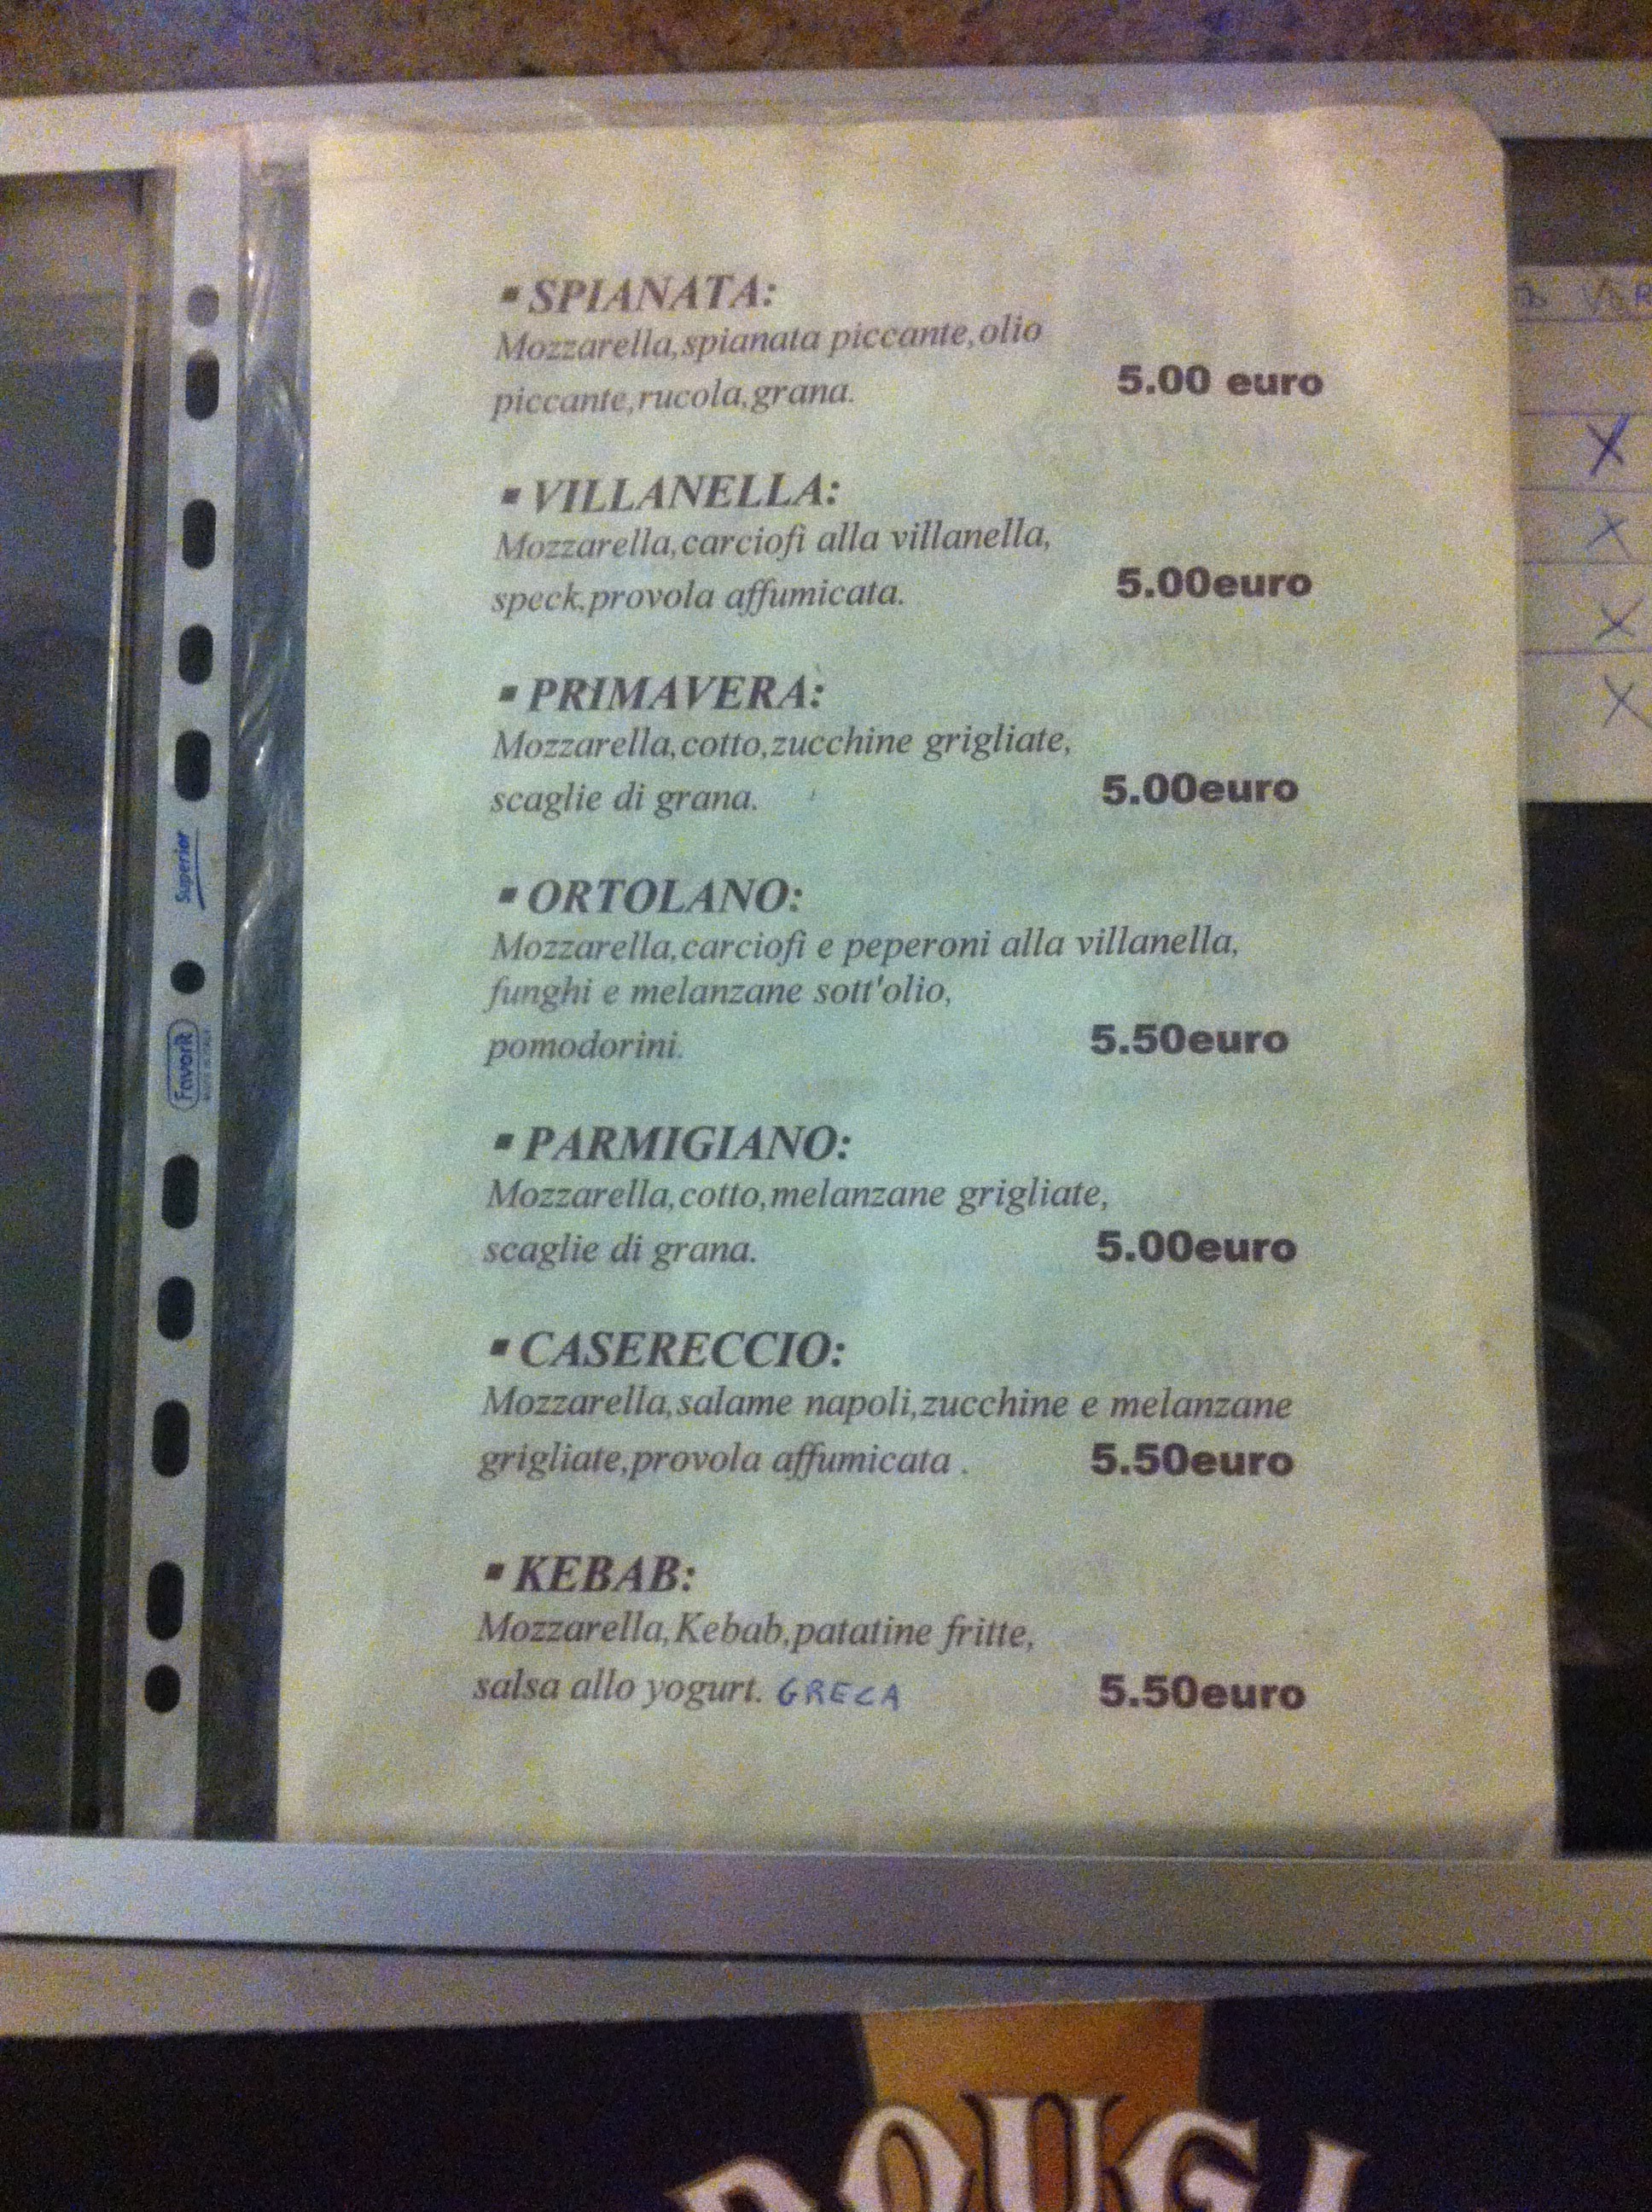 ▪ SPIANATA:
Mozzarella,spianata piccante,olio
piccante,rucola,grana. 5.00 euro
▪ VILLANELLA:
Mozzarella,carciofi alla villanella,
speck.provola affumicata. 5.00euro
▪ PRIMAVERA:
Mozzarella,cotto,zucchine grigliate,
scaglie di grana. 5.00euro
▪ ORTOLANO:
Mozzarella,carciofi e peperoni alla villanella,
funghi e melanzane sott'olio,
pomodorini. 5.50euro
▪ PARMIGIANO:
Mozzarella,cotto,melanzane grigliate,
scaglie di grana. 5.00euro
▪ CASERECCIO:
Mozzarella,salame napoli,zucchine e melanzane
grigliate,provola affumicata . 5.50euro
▪ KEBAB:
Mozzarella,Kebab,patatine fritte,
salsa allo yogurt. GRECA 5.50euro
Superior
Favorit
X
X
X
X